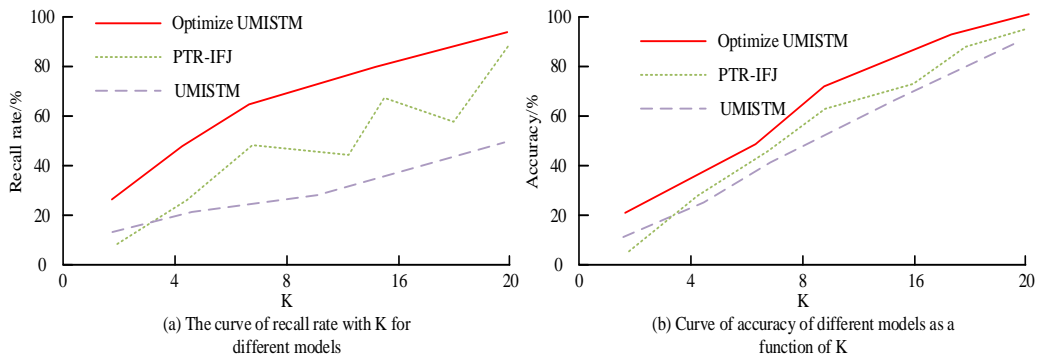 100
80
60
40
20
0
Recall rate/%
Optimize UMISTM
PTR-IFJ
UMISTM
0 4 8 16 20
K
(a) The curve of recall rate with K for
different models
100
80
60
40
20
0
Accuracy/%
Optimize UMISTM
PTR-IFJ
UMISTM
0 4 8 16 20
K
(b) Curve of accuracy of different models as a
function of K